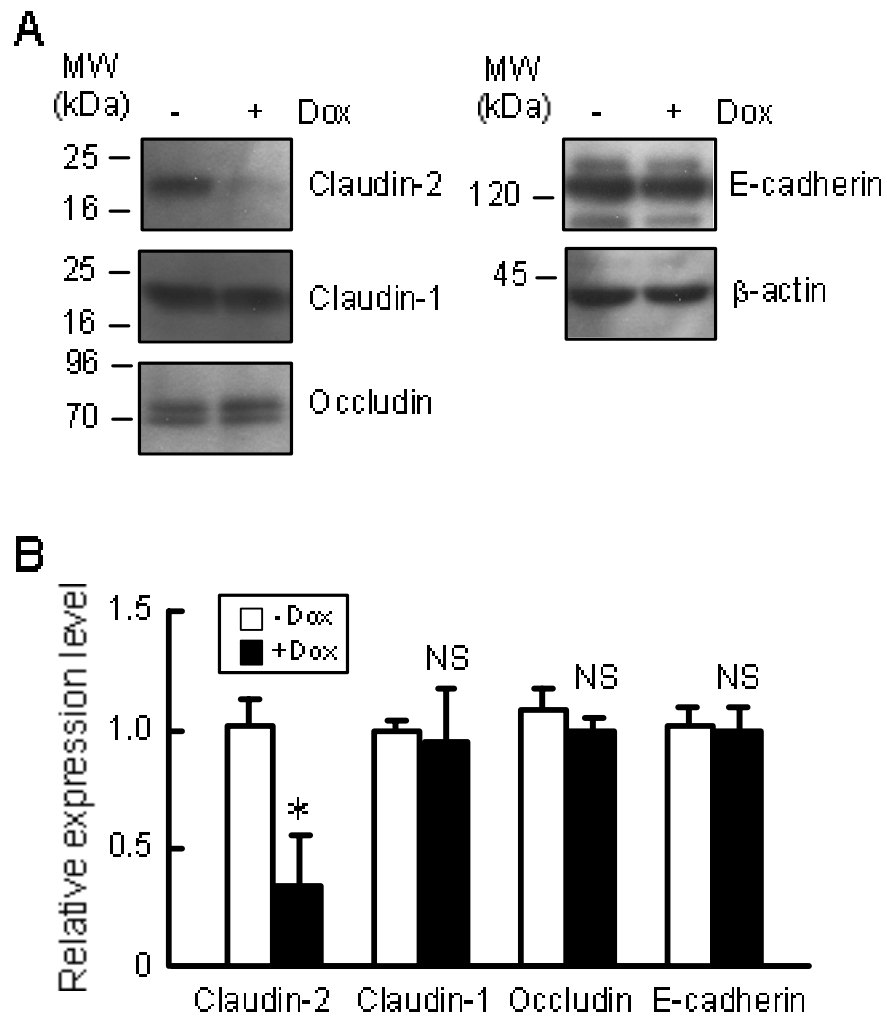 A
MW
(kDa)
- + Dox
25
16
Claudin-2
25
16
Claudin-1
96
70
Occludin
MW
(kDa)
- + Dox
120
E-cadherin
45
β-actin
B
Relative expression level
1.5
1.0
0.5
0
- Dox
+Dox
*
NS
NS
NS
Claudin-2 Claudin-1 Occludin E-cadherin